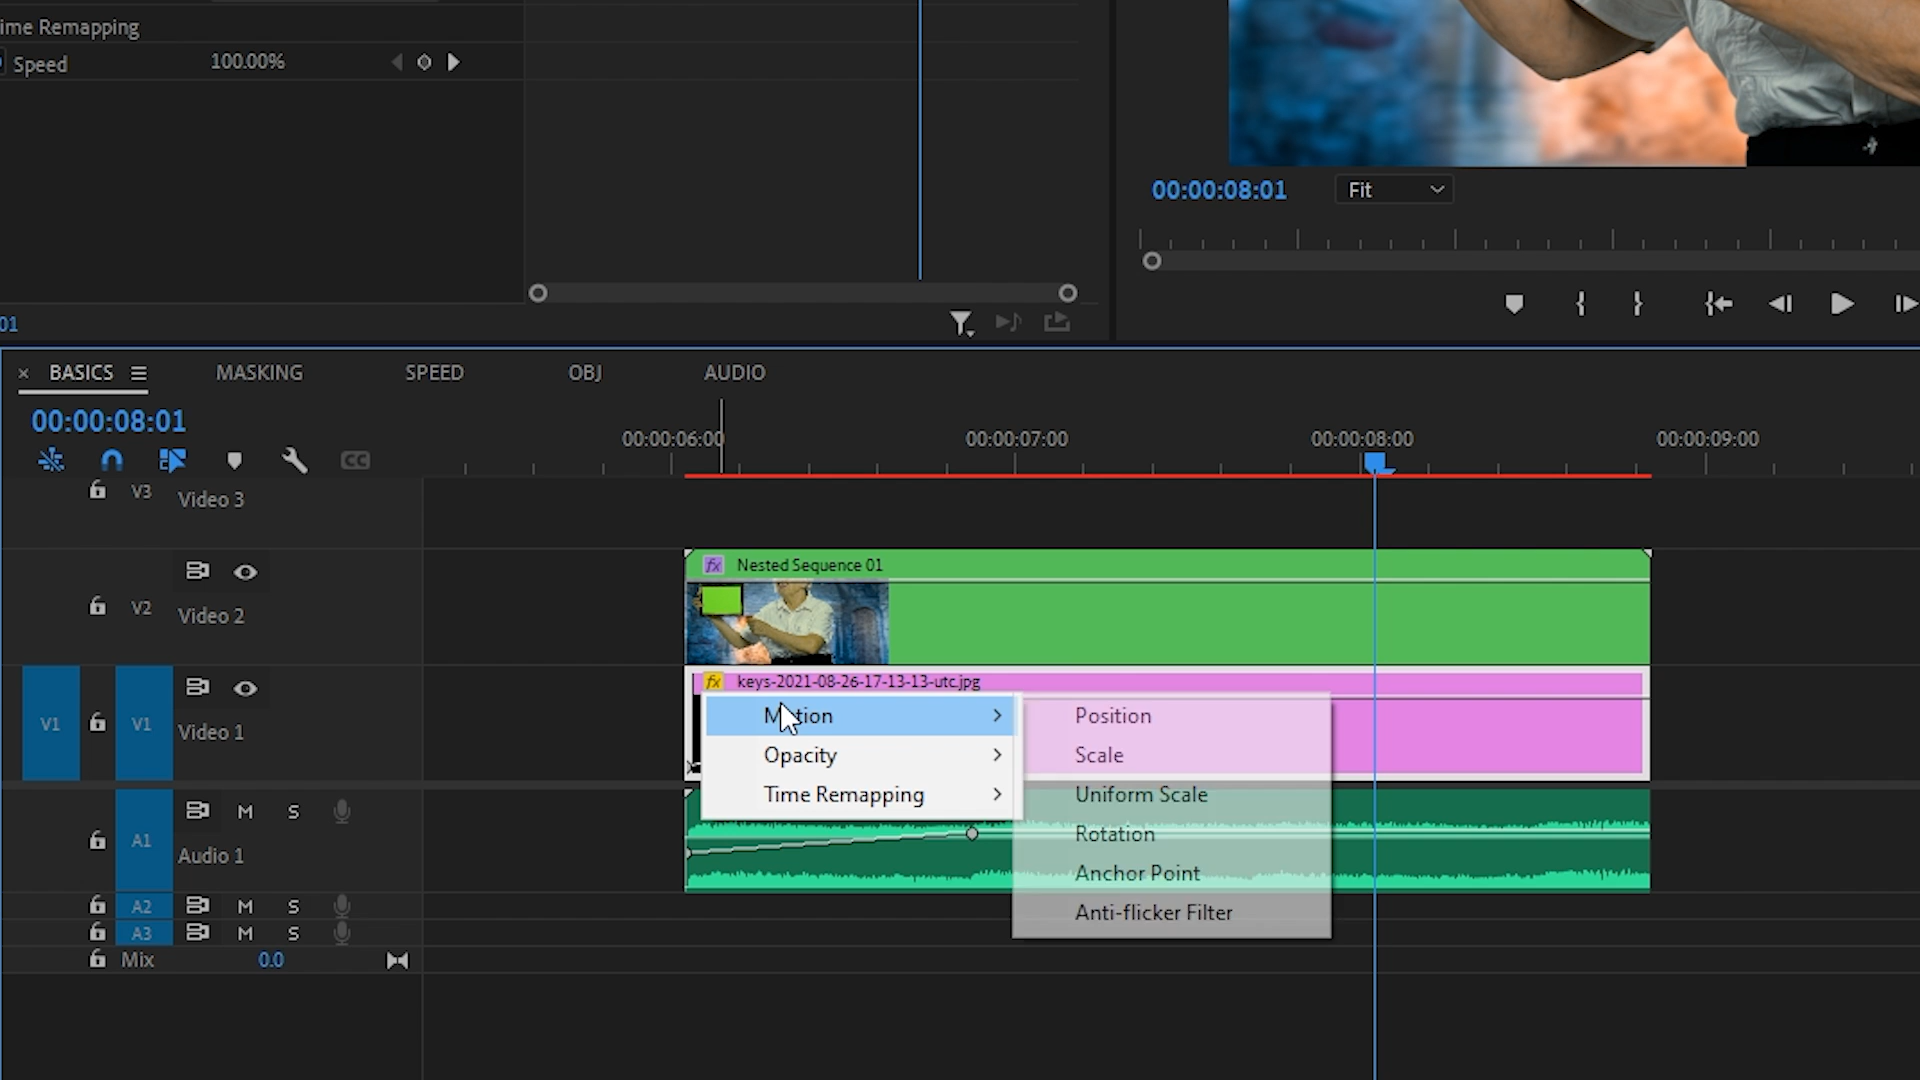 ime Remapping
Speed 100.00%
00:00:08:01 Fit
01
× BASICS MASKING SPEED OBJ AUDIO
00:00:08:01
00:00:06:00 00:00:07:00 00:00:08:00 00:00:09:00
CC
V3 Video 3
fx Nested Sequence 01
V2 Video 2
fx keys-2021-08-26-17-13-13-utc.jpg
V1 V1 Video 1
Motion Position
Opacity Scale
Time Remapping Uniform Scale
Rotation
Anchor Point
Anti-flicker Filter
M S
A1 Audio 1
A2 M S
A3 M S
Mix 0.0